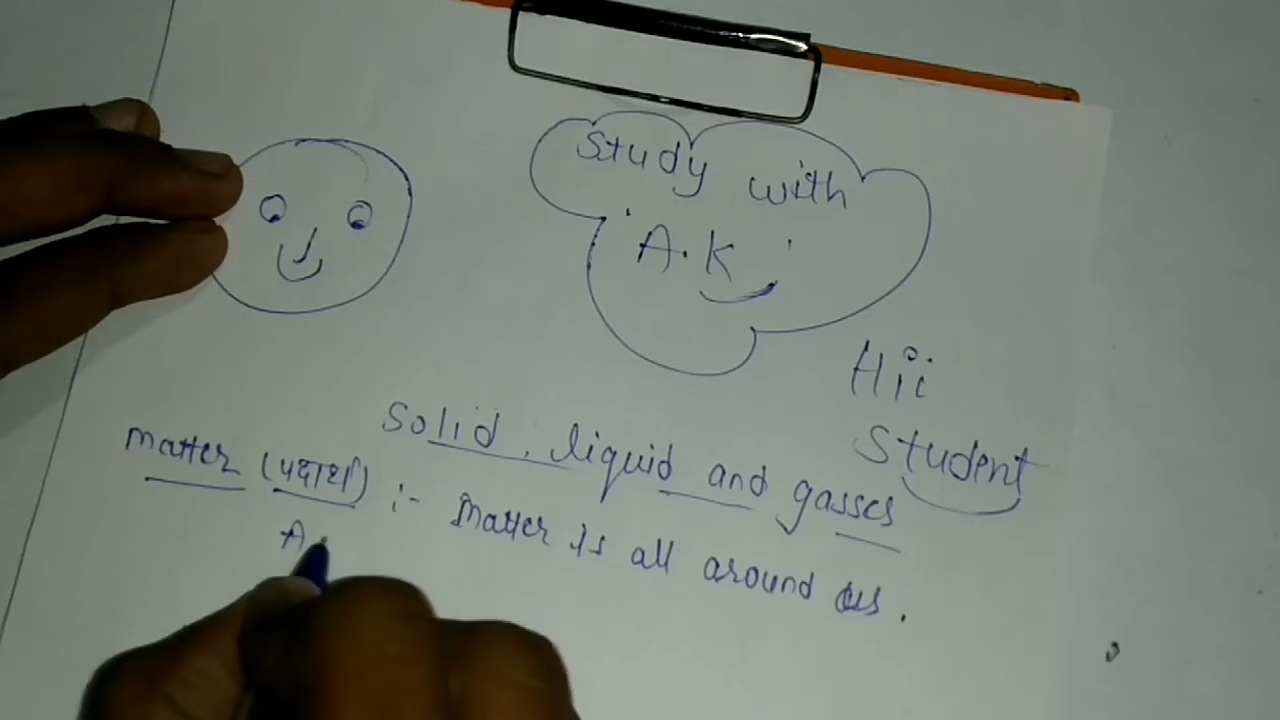 Study with
A.K
Hii
Student
Solid, liquid and gasses
Matter (पदार्थ) :- Matter is all around us.
A